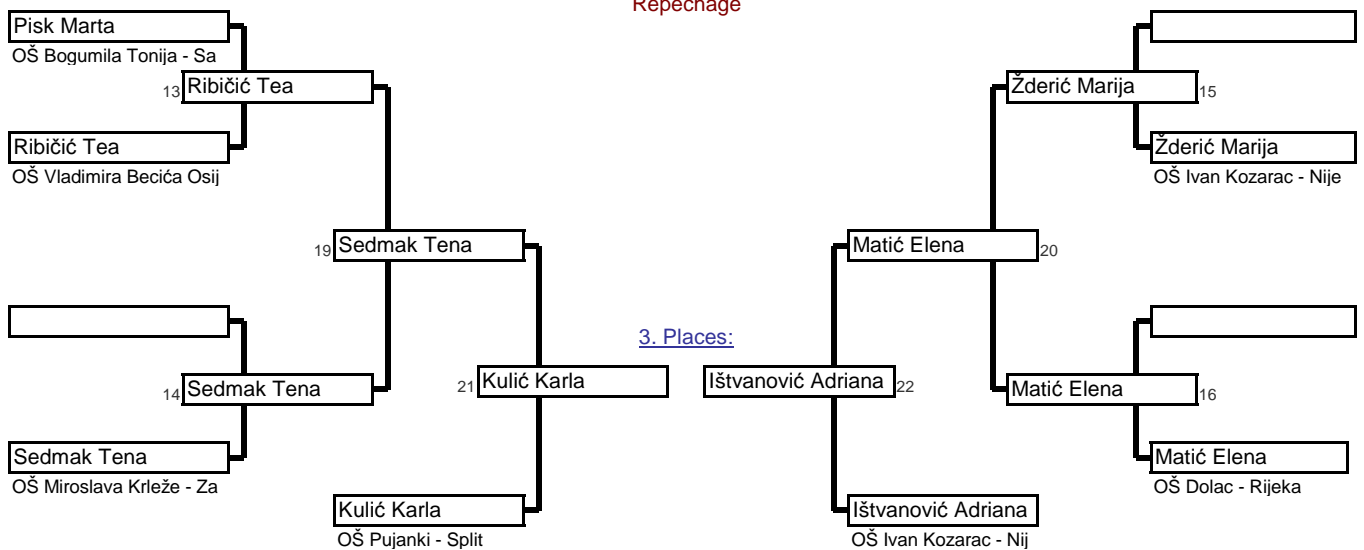 Repechage
Pisk Marta
OŠ Bogumila Tonija - Sa
13 Ribičić Tea
Ribičić Tea
OŠ Vladimira Becića Osij
19 Sedmak Tena
14 Sedmak Tena
Sedmak Tena
OŠ Miroslava Krleže - Za
21 Kulić Karla
Kulić Karla
OŠ Pujanki - Split
3. Places:
Žderić Marija 15
Žderić Marija
OŠ Ivan Kozarac - Nije
Matić Elena 20
Matić Elena 16
Matić Elena
OŠ Dolac - Rijeka
Ištvanović Adriana 22
Ištvanović Adriana
OŠ Ivan Kozarac - Nij